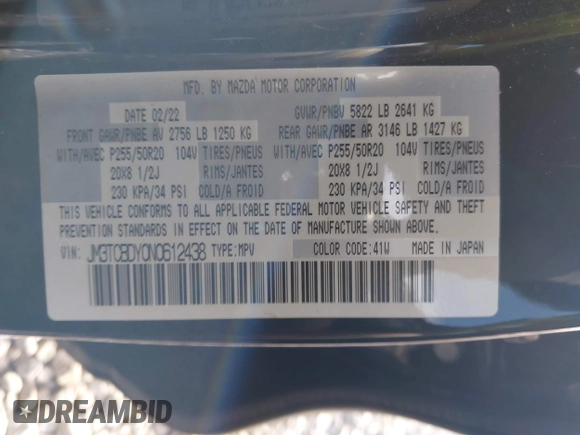 MFD. BY MAZDA MOTOR CORPORATION
DATE 02/22 GVWR/PNBV 5822 LB 2641 KG
FRONT GAWR/PNBE AV 2756 LB 1250 KG REAR GAWR/PNBE AR 3146 LB 1427 KG
WITH/AVEC P255/50R20 104V TIRES/PNEUS WITH/AVEC P255/50R20 104V TIRES/PNEUS
20X8 1/2J RIMS/JANTES 20X8 1/2J RIMS/JANTES
230 KPA/34 PSI COLD/A FROID 230 KPA/34 PSI COLD/A FROID
THIS VEHICLE CONFORMS TO ALL APPLICABLE FEDERAL MOTOR VEHICLE SAFETY AND THEFT
PREVENTION STANDARDS IN EFFECT ON THE DATE OF MANUFACTURE SHOWN ABOVE.
VIN: JM3TCBDY0N0612438 TYPE:MPV COLOR CODE:41W MADE IN JAPAN
DREAMBID